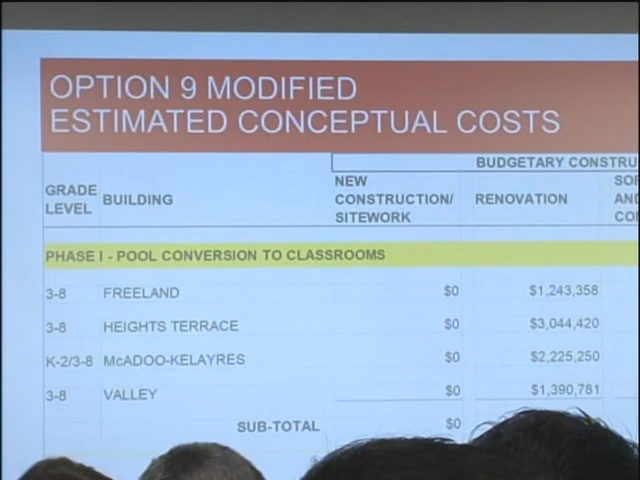 OPTION 9 MODIFIED
ESTIMATED CONCEPTUAL COSTS
BUDGETARY CONSTRU
GRADE LEVEL BUILDING NEW CONSTRUCTION/ SITEWORK RENOVATION AND
PHASE I - POOL CONVERSION TO CLASSROOMS
3-8 FREELAND $0 $1,243,358
3-8 HEIGHTS TERRACE $0 $3,044,420
K-2/3-8 McADOO-KELAYRES $0 $2,225,250
3-8 VALLEY $0 $1,390,781
SUB-TOTAL $0